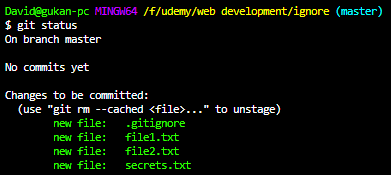 David@gukan-pc MINGW64 /f/udemy/web development/ignore (master)
$ git status
On branch master
No commits yet
Changes to be committed:
(use "git rm --cached <file>..." to unstage)
new file: .gitignore
new file: file1.txt
new file: file2.txt
new file: secrets.txt